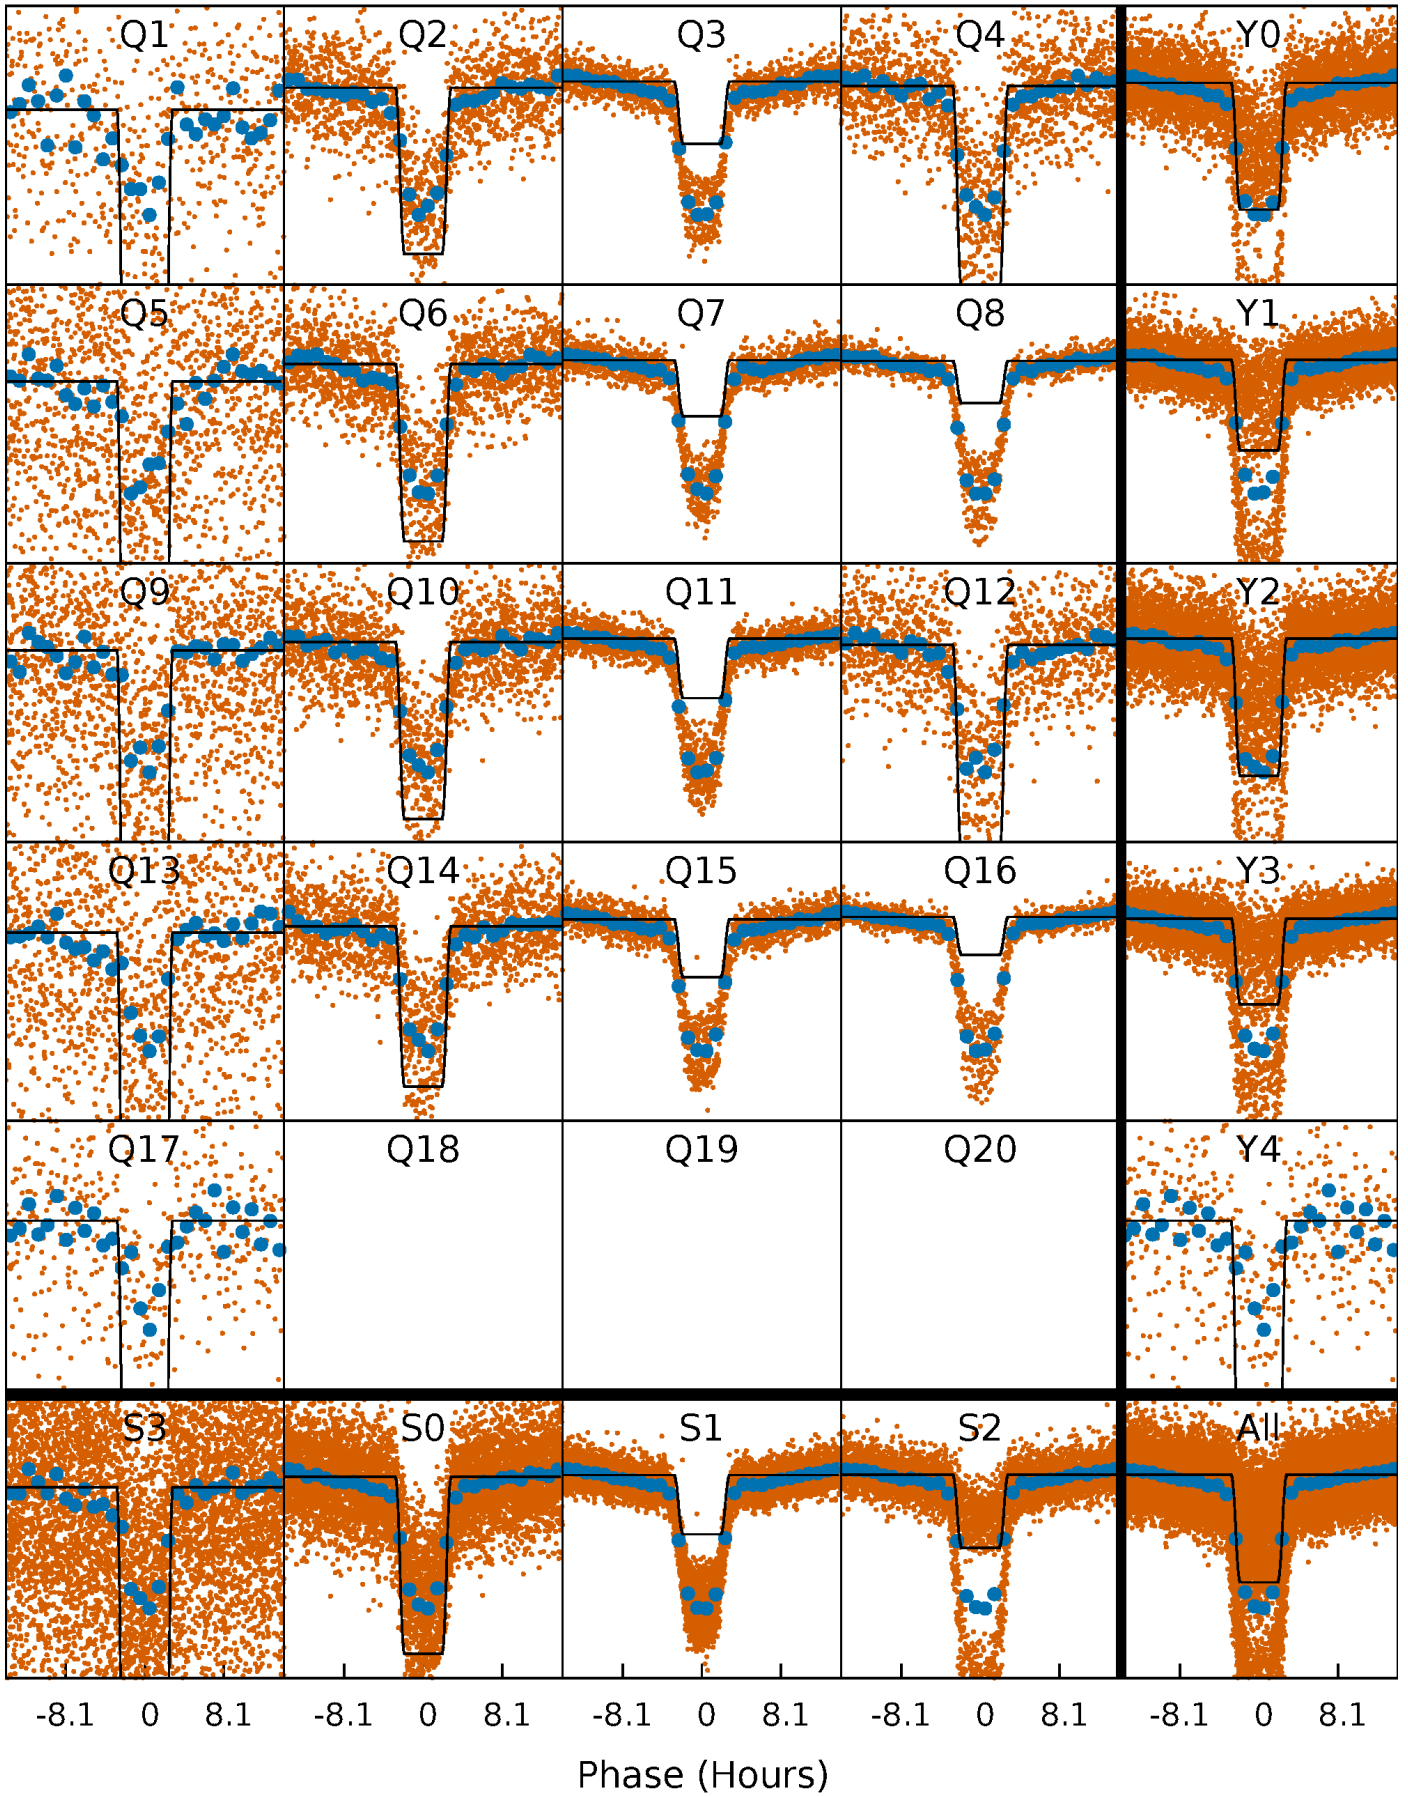 Q1 Q2 Q3 Q4 Y0
Q5 Q6 Q7 Q8 Y1
Q9 Q10 Q11 Q12 Y2
Q13 Q14 Q15 Q16 Y3
Q17 Q18 Q19 Q20 Y4
S3 S0 S1 S2 All
-8.1 0 8.1 -8.1 0 8.1 -8.1 0 8.1 -8.1 0 8.1 -8.1 0 8.1
Phase (Hours)